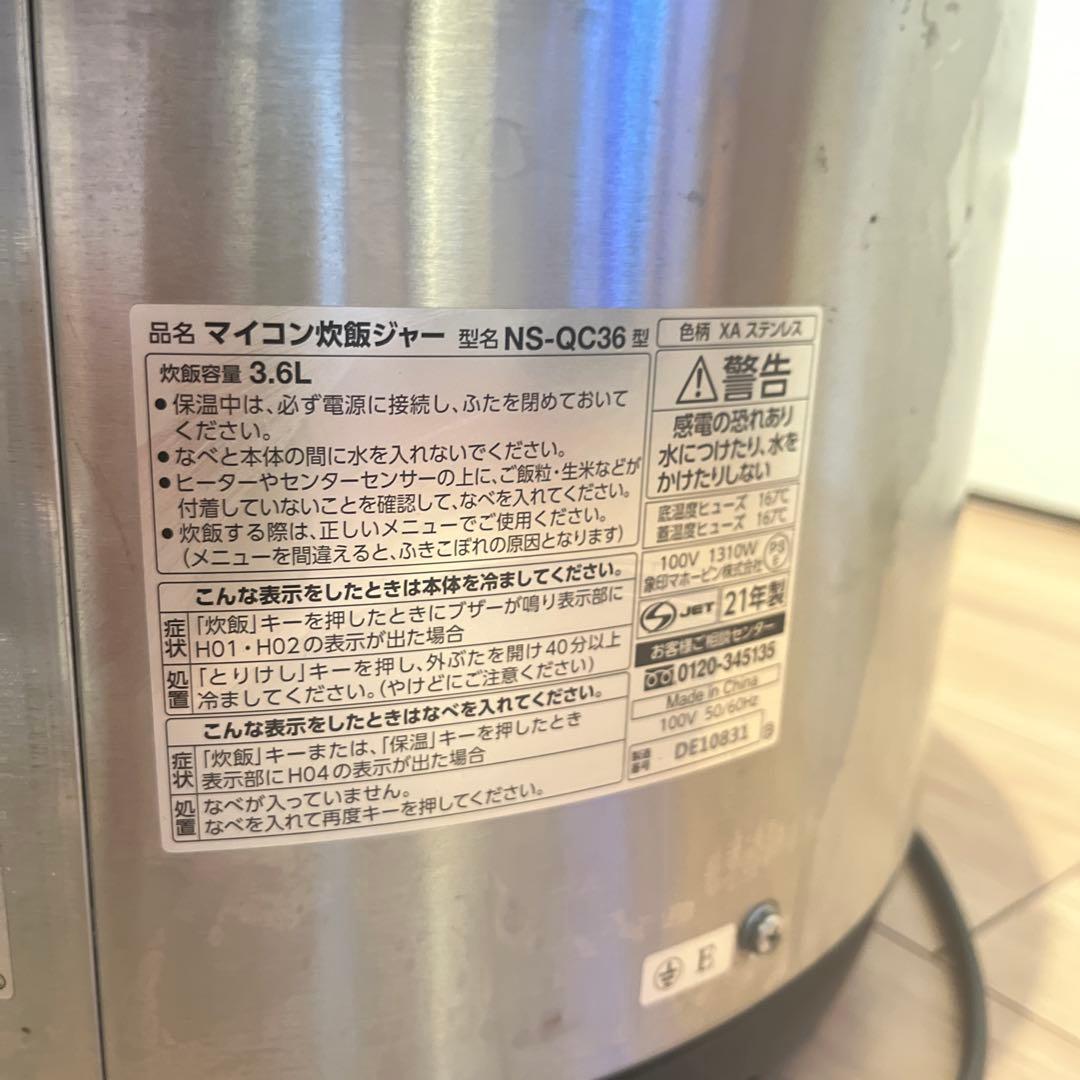 品名 マイコン炊飯ジャー 型名 NS-QC36 型
炊飯容量 3.6L
● 保温中は、必ず電源に接続し、ふたを閉めておいて
ください。
● なべと本体の間に水を入れないでください。
● ヒーターやセンターセンサーの上に、ご飯粒・生米などが
付着していないことを確認して、なべを入れてください。
● 炊飯する際は、正しいメニューでご使用ください。
(メニューを間違えると、ふきこぼれの原因となります)
こんな表示をしたときは本体を冷ましてください。
症状 「炊飯」キーを押したときにブザーが鳴り表示部に
H01・H02の表示が出た場合
処置 「とりけし」キーを押し、外ぶたを開け40分以上
冷ましてください。(やけどにご注意ください)
こんな表示をしたときはなべを入れてください。
症状 「炊飯」キーまたは、「保温」キーを押したとき
表示部にH04の表示が出た場合
処置 なべが入っていません。
なべを入れて再度キーを押してください。
色柄 XA ステンレス
⚠警告
感電の恐れあり
水につけたり、水を
かけたりしない
底温度ヒューズ 167℃
蓋温度ヒューズ 167℃
100V 1310W
象印マホービン株式会社
PS
E
JET 21年製
お客様ご相談センター
0120-345135
Made in China
100V 50/60Hz
製造番号 DE10831 B
E